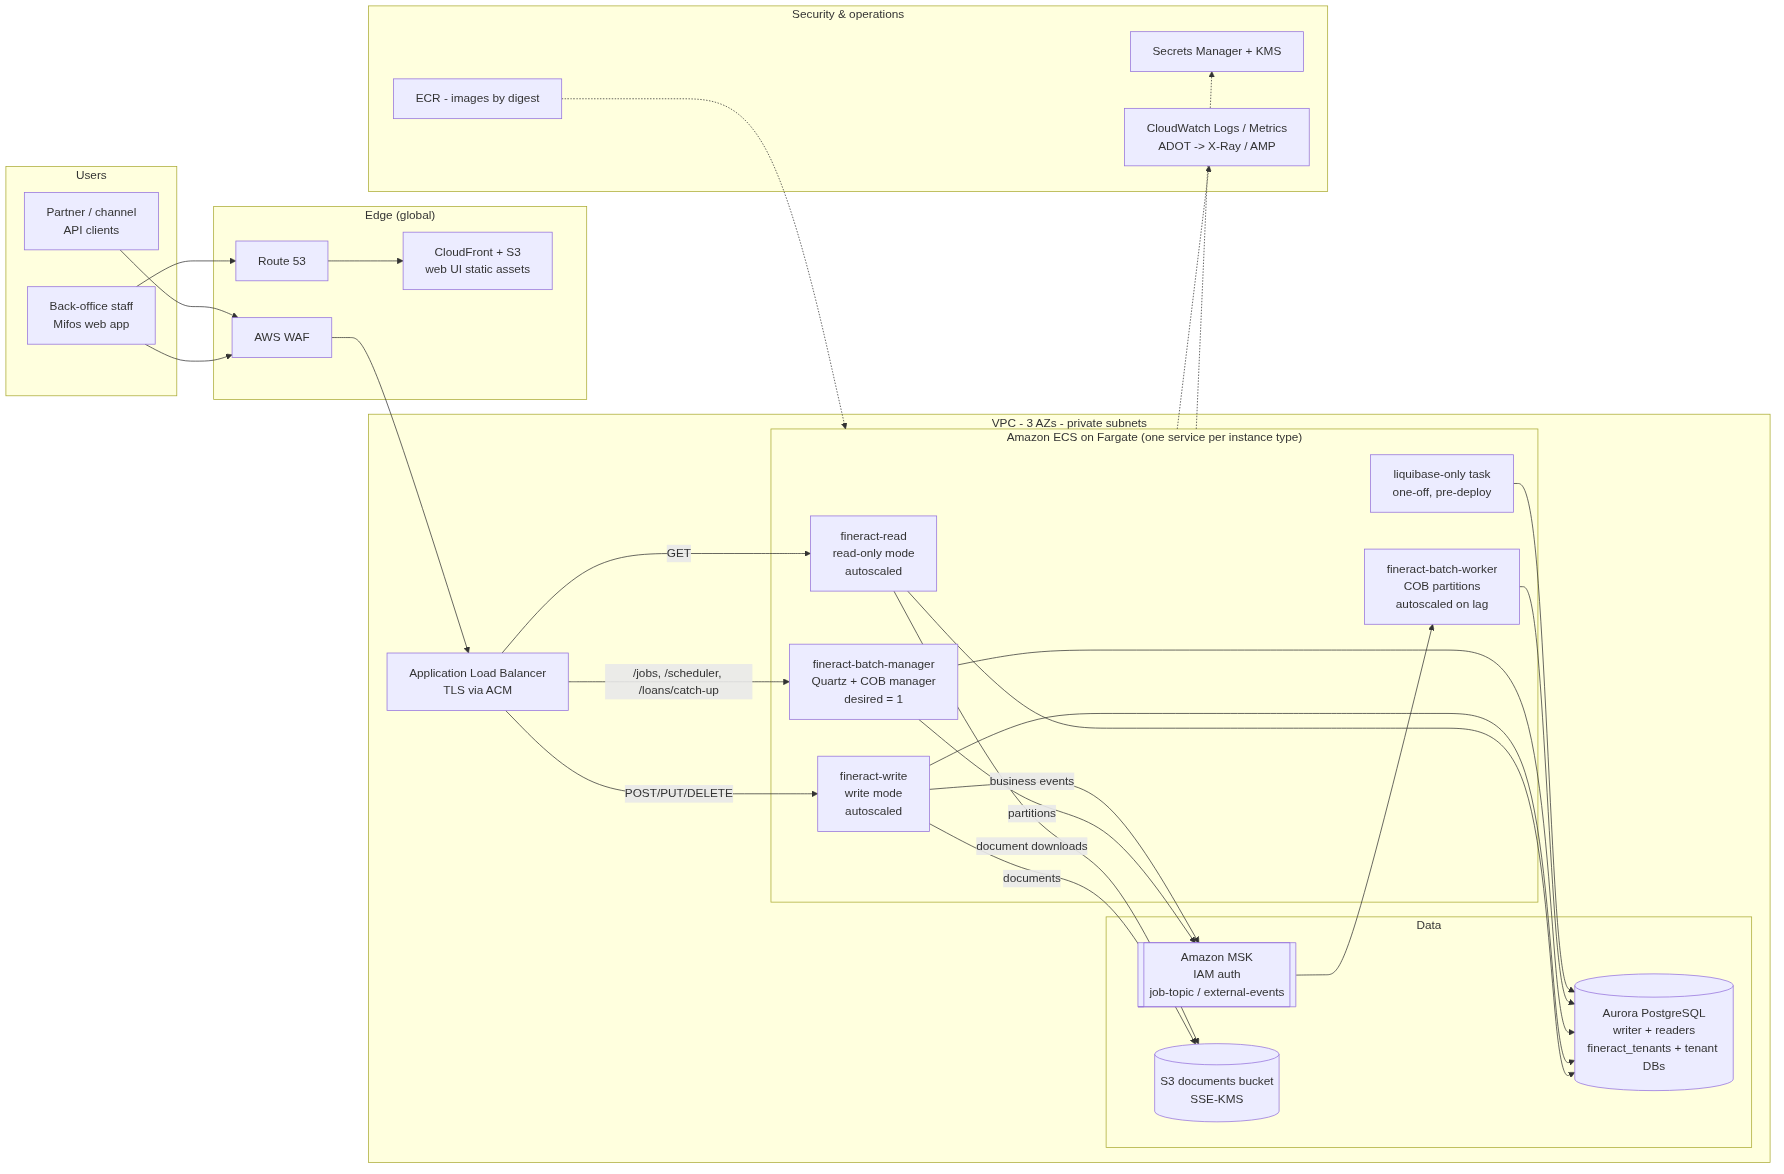 Security & operations
Secrets Manager + KMS
ECR - images by digest
CloudWatch Logs / Metrics
ADOT -> X-Ray / AMP
Users
Partner / channel
API clients
Back-office staff
Mifos web app
Edge (global)
Route 53
CloudFront + S3
web UI static assets
AWS WAF
VPC - 3 AZs - private subnets
Amazon ECS on Fargate (one service per instance type)
liquibase-only task
one-off, pre-deploy
fineract-read
read-only mode
autoscaled
fineract-batch-worker
COB partitions
autoscaled on lag
GET
Application Load Balancer
TLS via ACM
/jobs, /scheduler,
/loans/catch-up
fineract-batch-manager
Quartz + COB manager
desired = 1
POST/PUT/DELETE
fineract-write
write mode
autoscaled
business events
partitions
document downloads
documents
Data
Amazon MSK
IAM auth
job-topic / external-events
Aurora PostgreSQL
writer + readers
fineract_tenants + tenant
DBs
S3 documents bucket
SSE-KMS